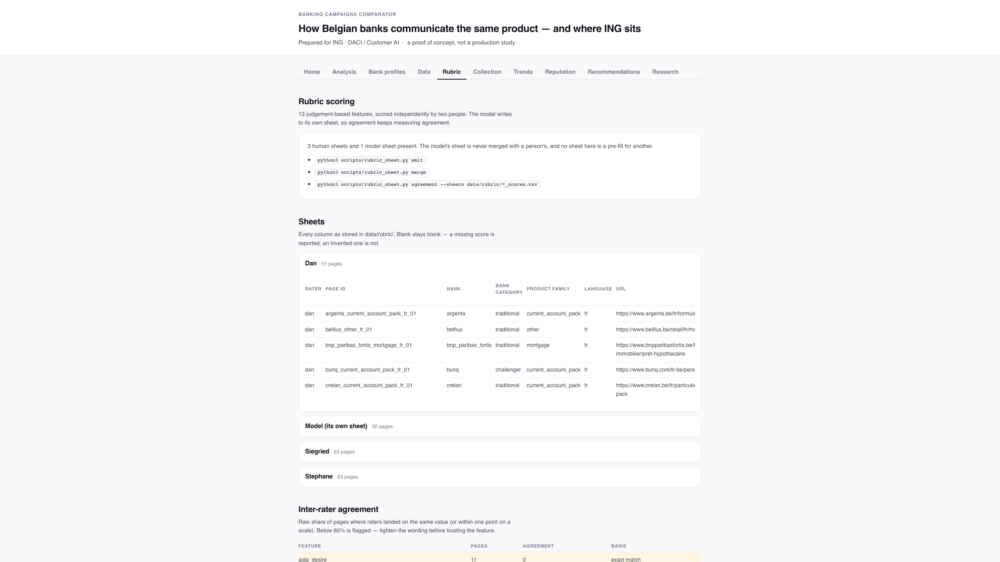 BANKING CAMPAIGNS COMPARATOR
How Belgian banks communicate the same product — and where ING sits
Prepared for ING · DACI / Customer AI · a proof of concept, not a production study
Home Analysis Bank profiles Data Rubric Collection Trends Reputation Recommendations Research
Rubric scoring
13 judgement-based features, scored independently by two people. The model writes
to its own sheet, so agreement keeps measuring agreement.
3 human sheets and 1 model sheet present. The model's sheet is never merged with a person's, and no sheet here is a pre-fill for another.
python3 scripts/rubric_sheet.py emit
python3 scripts/rubric_sheet.py merge
python3 scripts/rubric_sheet.py agreement --sheets data/rubric/*_scores.csv
Sheets
Every column as stored in data/rubric/. Blank stays blank — a missing score is
reported, an invented one is not.
Dan 51 pages
RATER PAGE ID BANK BANK CATEGORY PRODUCT FAMILY LANGUAGE URL
dan argenta_current_account_pack_fr_01 argenta traditional current_account_pack fr https://www.argenta.be/fr/formule
dan belfius_other_fr_01 belfius traditional other fr https://www.belfius.be/retail/fr/mo
dan bnp_paribas_fortis_mortgage_fr_01 bnp_paribas_fortis traditional mortgage fr https://www.bnpparibasfortis.be/f
immobilier/pret-hypothecaire
dan bunq_current_account_pack_fr_01 bunq challenger current_account_pack fr https://www.bunq.com/fr-be/pers
dan crelan_current_account_pack_fr_01 crelan traditional current_account_pack fr https://www.crelan.be/fr/particulie
pack
Model (its own sheet) 50 pages
Siegried 63 pages
Stephane 63 pages
Inter-rater agreement
Raw share of pages where raters landed on the same value (or within one point on a
scale). Below 60% is flagged — tighten the wording before trusting the feature.
FEATURE PAGES AGREEMENT BASIS
aida_desire 11 0 exact match